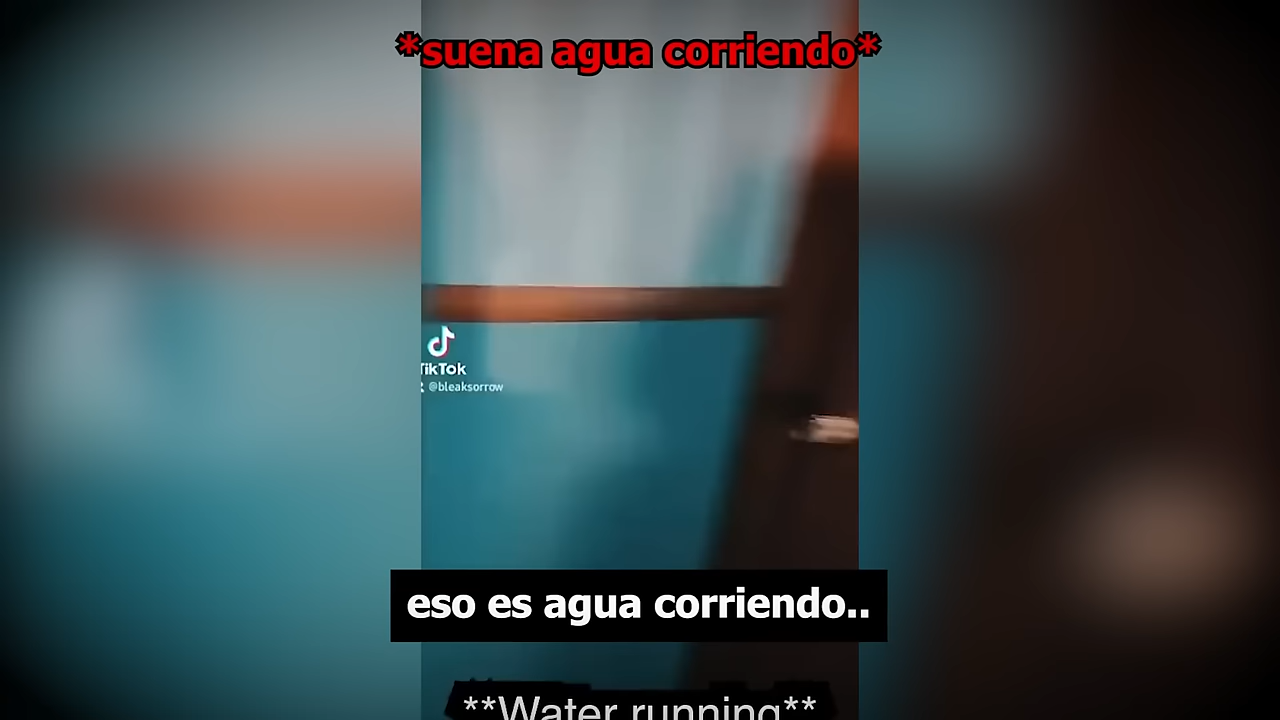 *suena agua corriendo*
TikTok
@bleaksorrow
eso es agua corriendo..
**Water running**